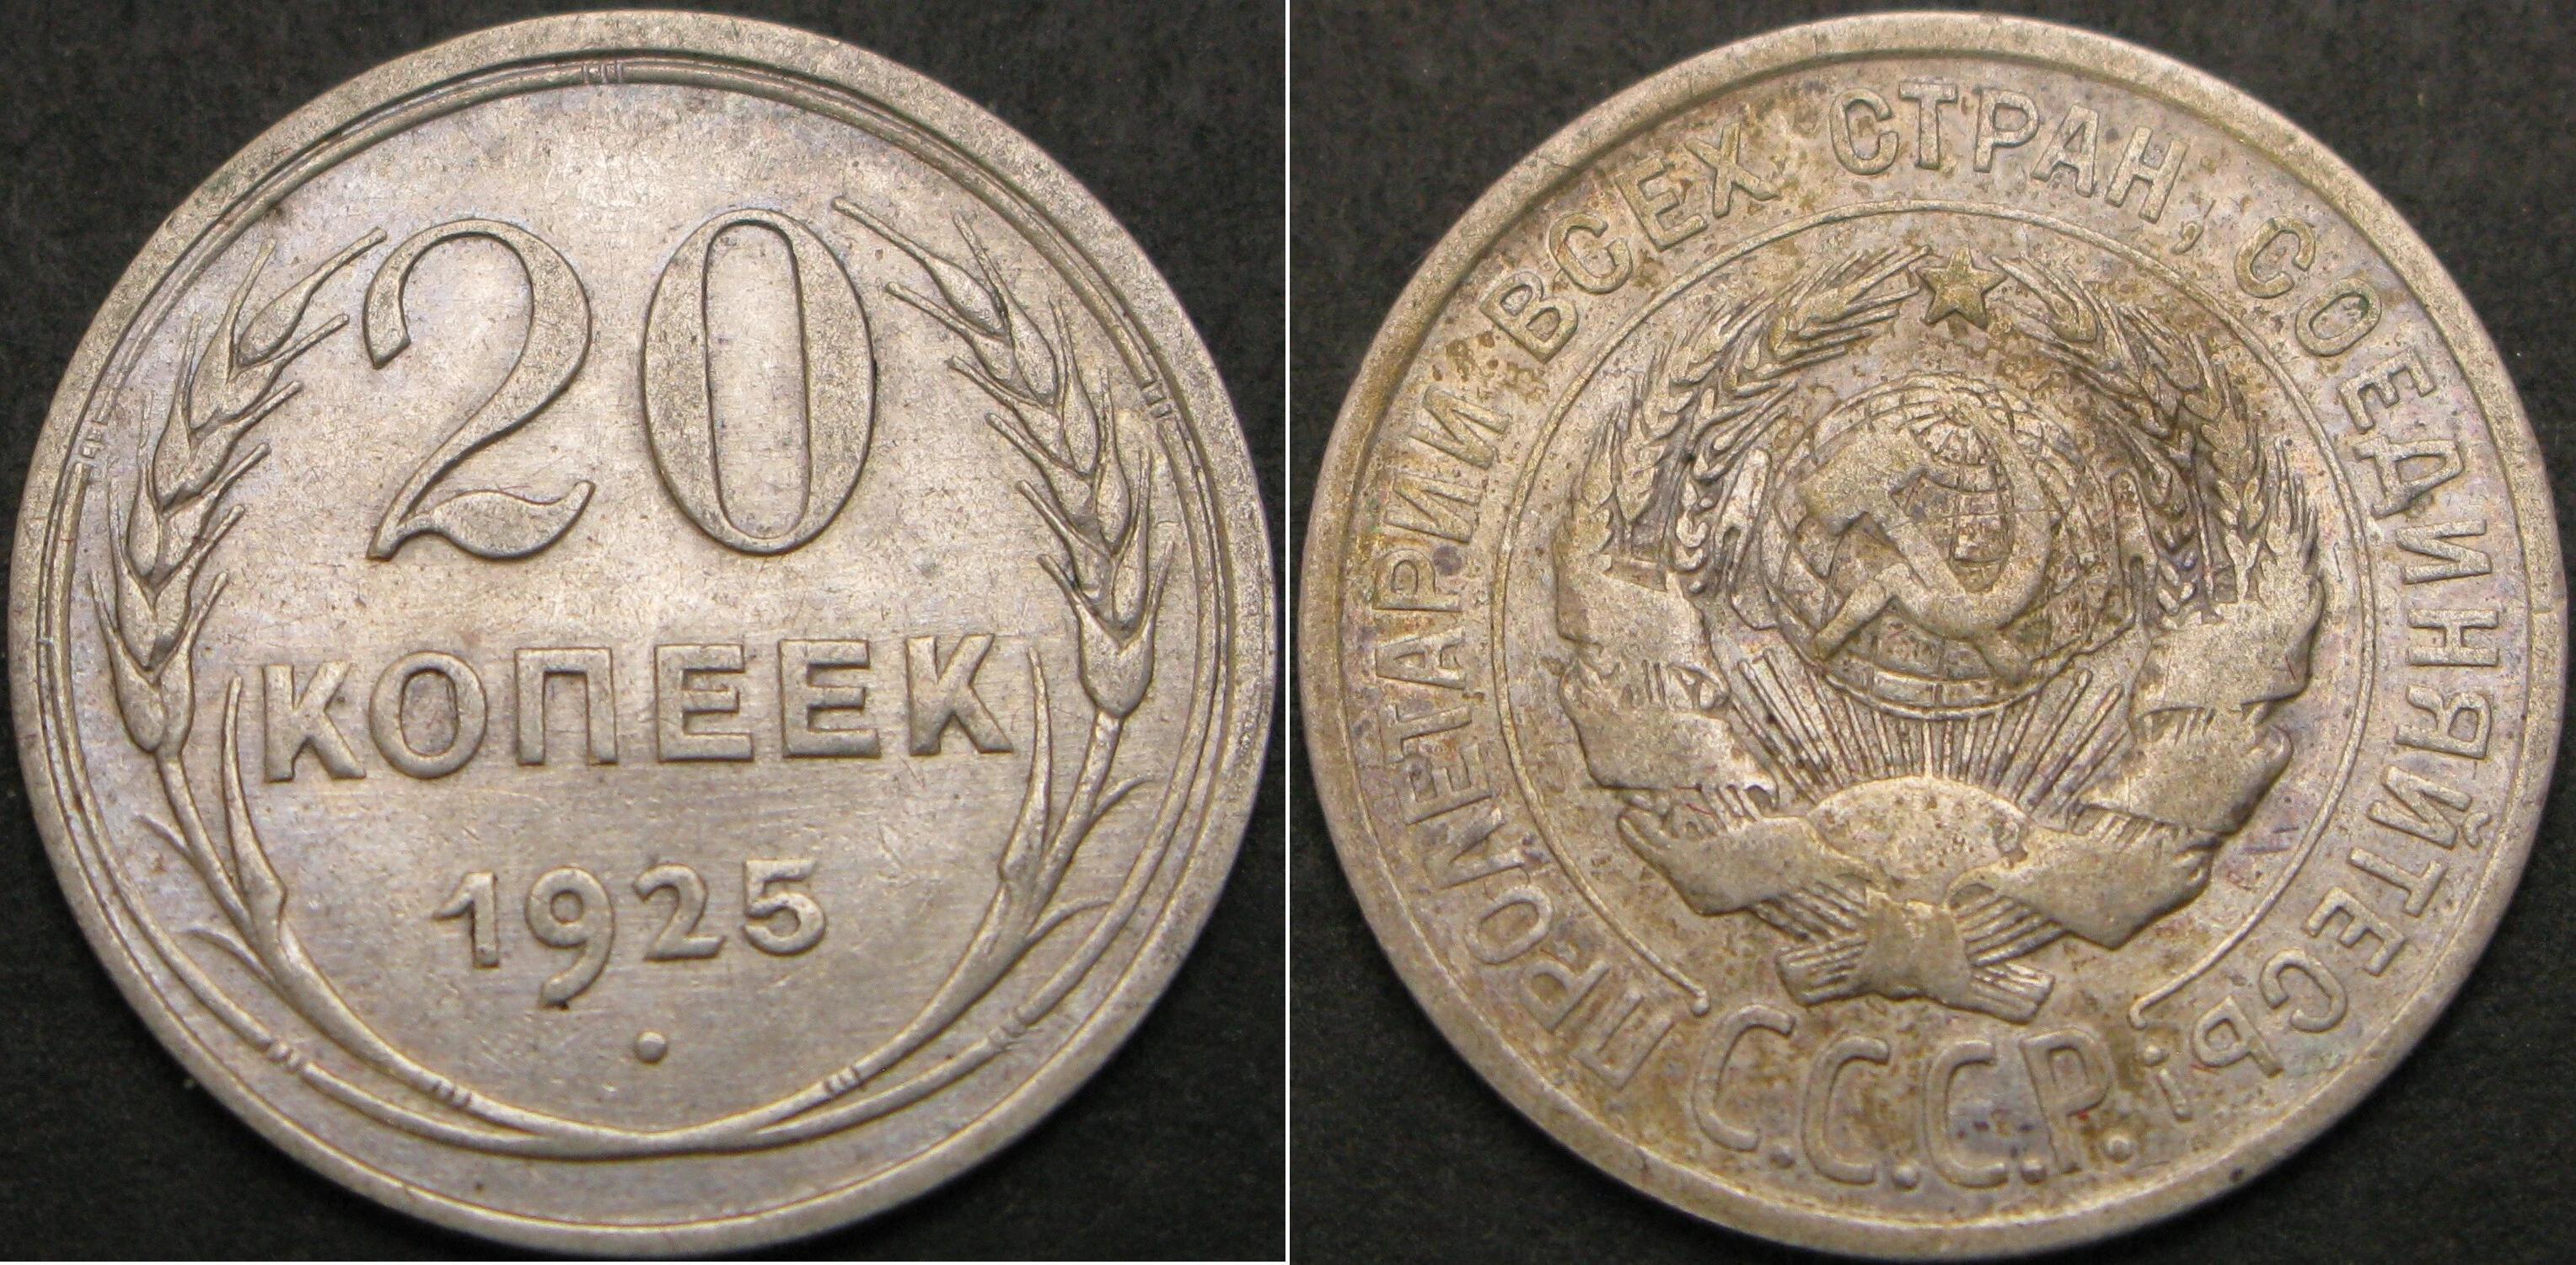 20
КОПЕЕК
1925
ПРОЛЕТАРИИ ВСЕХ СТРАН, СОЕДИНЯЙТЕСЬ!
С.С.С.Р.